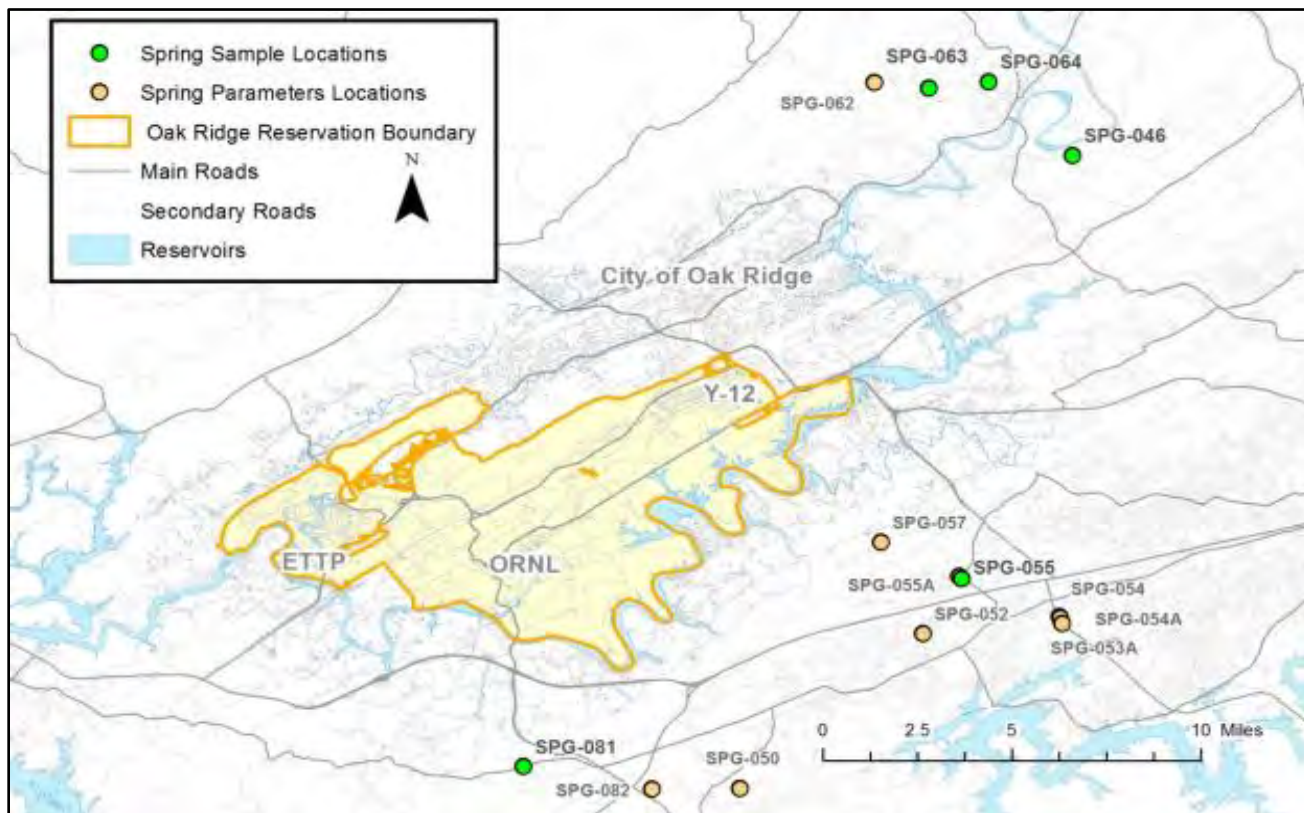 Spring Sample Locations
Spring Parameters Locations
Oak Ridge Reservation Boundary
N
Main Roads
Secondary Roads
Reservoirs
SPG-063
SPG-064
SPG-062
SPG-046
City of Oak Ridge
Y-12
ETTP
ORNL
SPG-057
SPG-055A
SPG-055
SPG-052
SPG-054
SPG-054A
SPG-053A
SPG-081
SPG-082
SPG-050
0 2.5 5 10 Miles